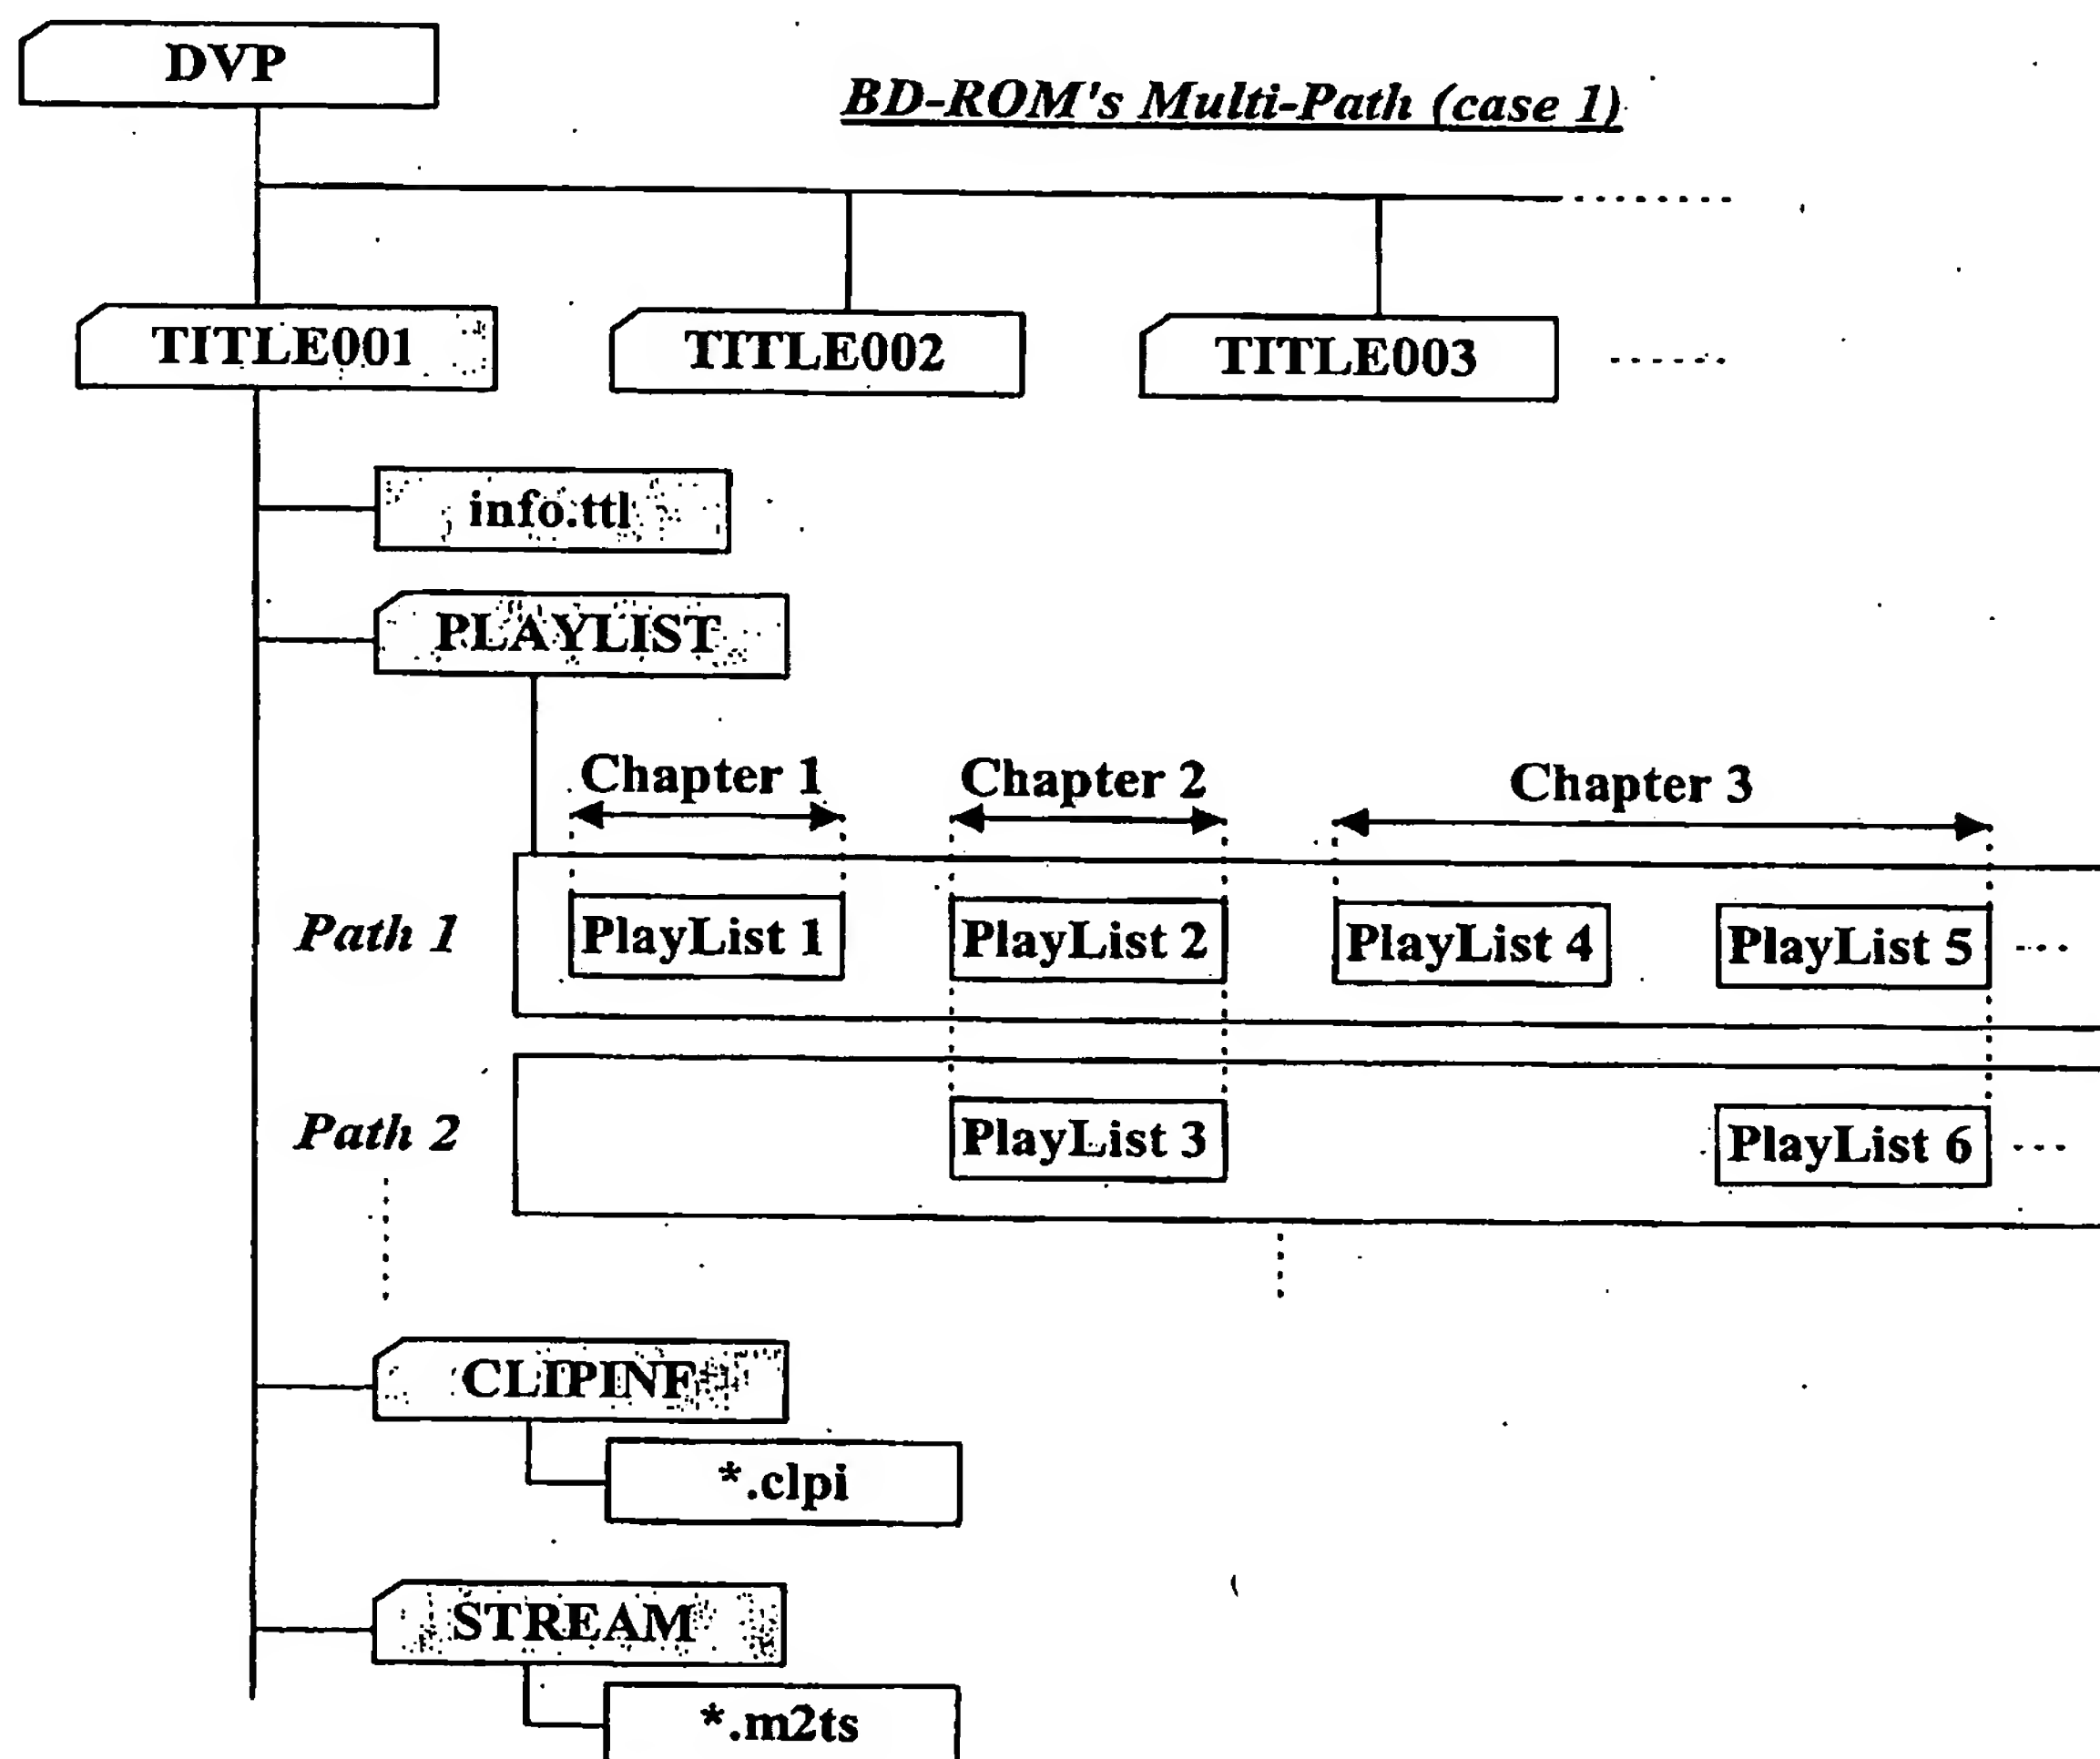 DVP
BD-ROM's Multi-Path (case 1)
TITLE001
TITLE002
TITLE003
info.ttl
PLAYLIST
Chapter 1
Chapter 2
Chapter 3
Path 1
PlayList 1
PlayList 2
PlayList 4
PlayList 5
Path 2
PlayList 3
PlayList 6
CLIPINF
*.clpi
STREAM
*.m2ts